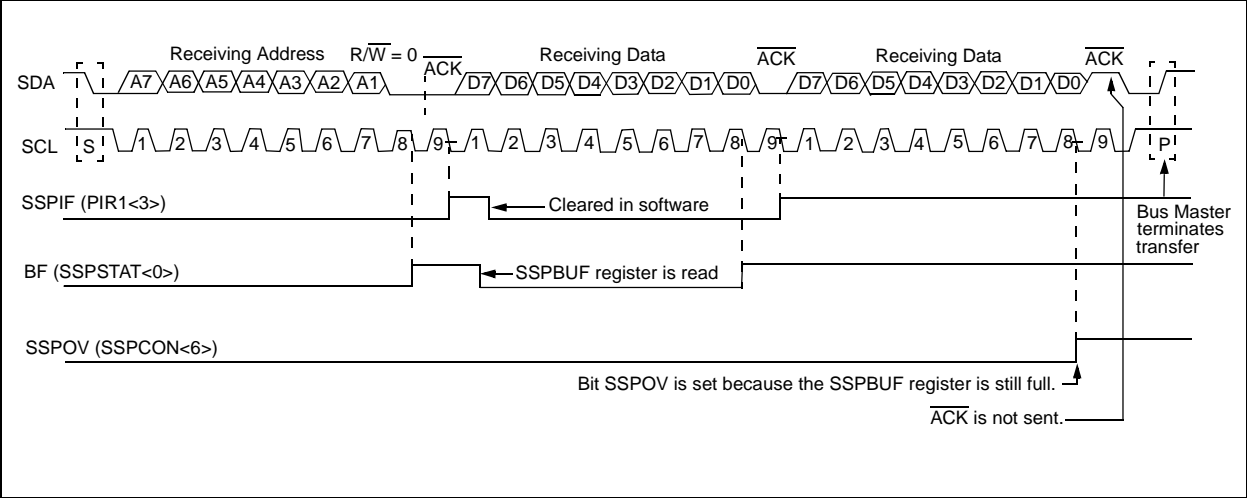 Receiving Address R/W = 0 ACK Receiving Data ACK Receiving Data ACK
SDA A7 A6 A5 A4 A3 A2 A1 D7 D6 D5 D4 D3 D2 D1 D0 D7 D6 D5 D4 D3 D2 D1 D0
SCL S 1 2 3 4 5 6 7 8 9 1 2 3 4 5 6 7 8 9 1 2 3 4 5 6 7 8 9 P
SSPIF (PIR1<3>)
Cleared in software
Bus Master
terminates
transfer
BF (SSPSTAT<0>)
SSPBUF register is read
SSPOV (SSPCON<6>)
Bit SSPOV is set because the SSPBUF register is still full.
ACK is not sent.